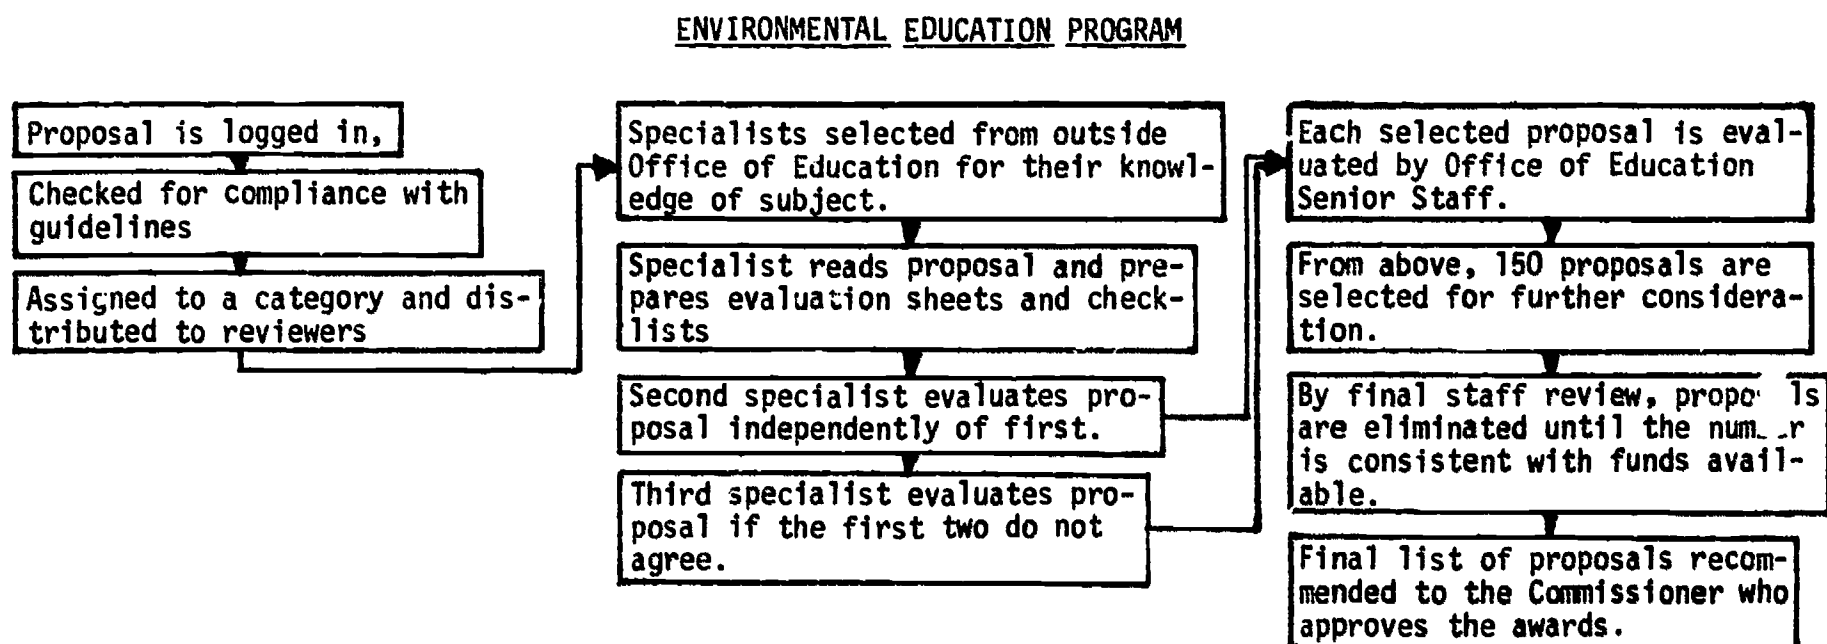 ENVIRONMENTAL EDUCATION PROGRAM
Proposal is logged in,
Checked for compliance with
guidelines
Assigned to a category and dis-
tributed to reviewers
Specialists selected from outside
Office of Education for their knowl-
edge of subject.
Specialist reads proposal and pre-
pares evaluation sheets and check-
lists
Second specialist evaluates pro-
posal independently of first.
Third specialist evaluates pro-
posal if the first two do not
agree.
Each selected proposal is eval-
uated by Office of Education
Senior Staff.
From above, 150 proposals are
selected for further considera-
tion.
By final staff review,
are eliminated until the
is consistent with funds avail-
able.
Final list of proposals recom-
mended to the Commissioner who
approves the awards.